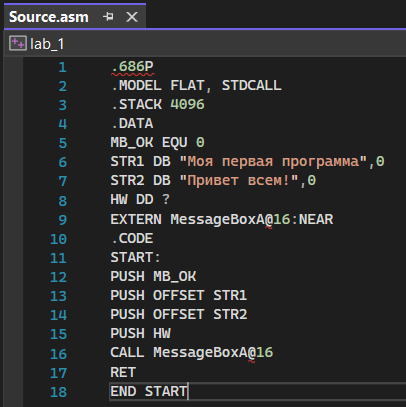 Source.asm
lab_1
1 .686P
2 .MODEL FLAT, STDCALL
3 .STACK 4096
4 .DATA
5 MB_OK EQU 0
6 STR1 DB "Моя первая программа",0
7 STR2 DB "Привет всем!",0
8 HW DD ?
9 EXTERN MessageBoxA@16:NEAR
10 .CODE
11 START:
12 PUSH MB_OK
13 PUSH OFFSET STR1
14 PUSH OFFSET STR2
15 PUSH HW
16 CALL MessageBoxA@16
17 RET
18 END START